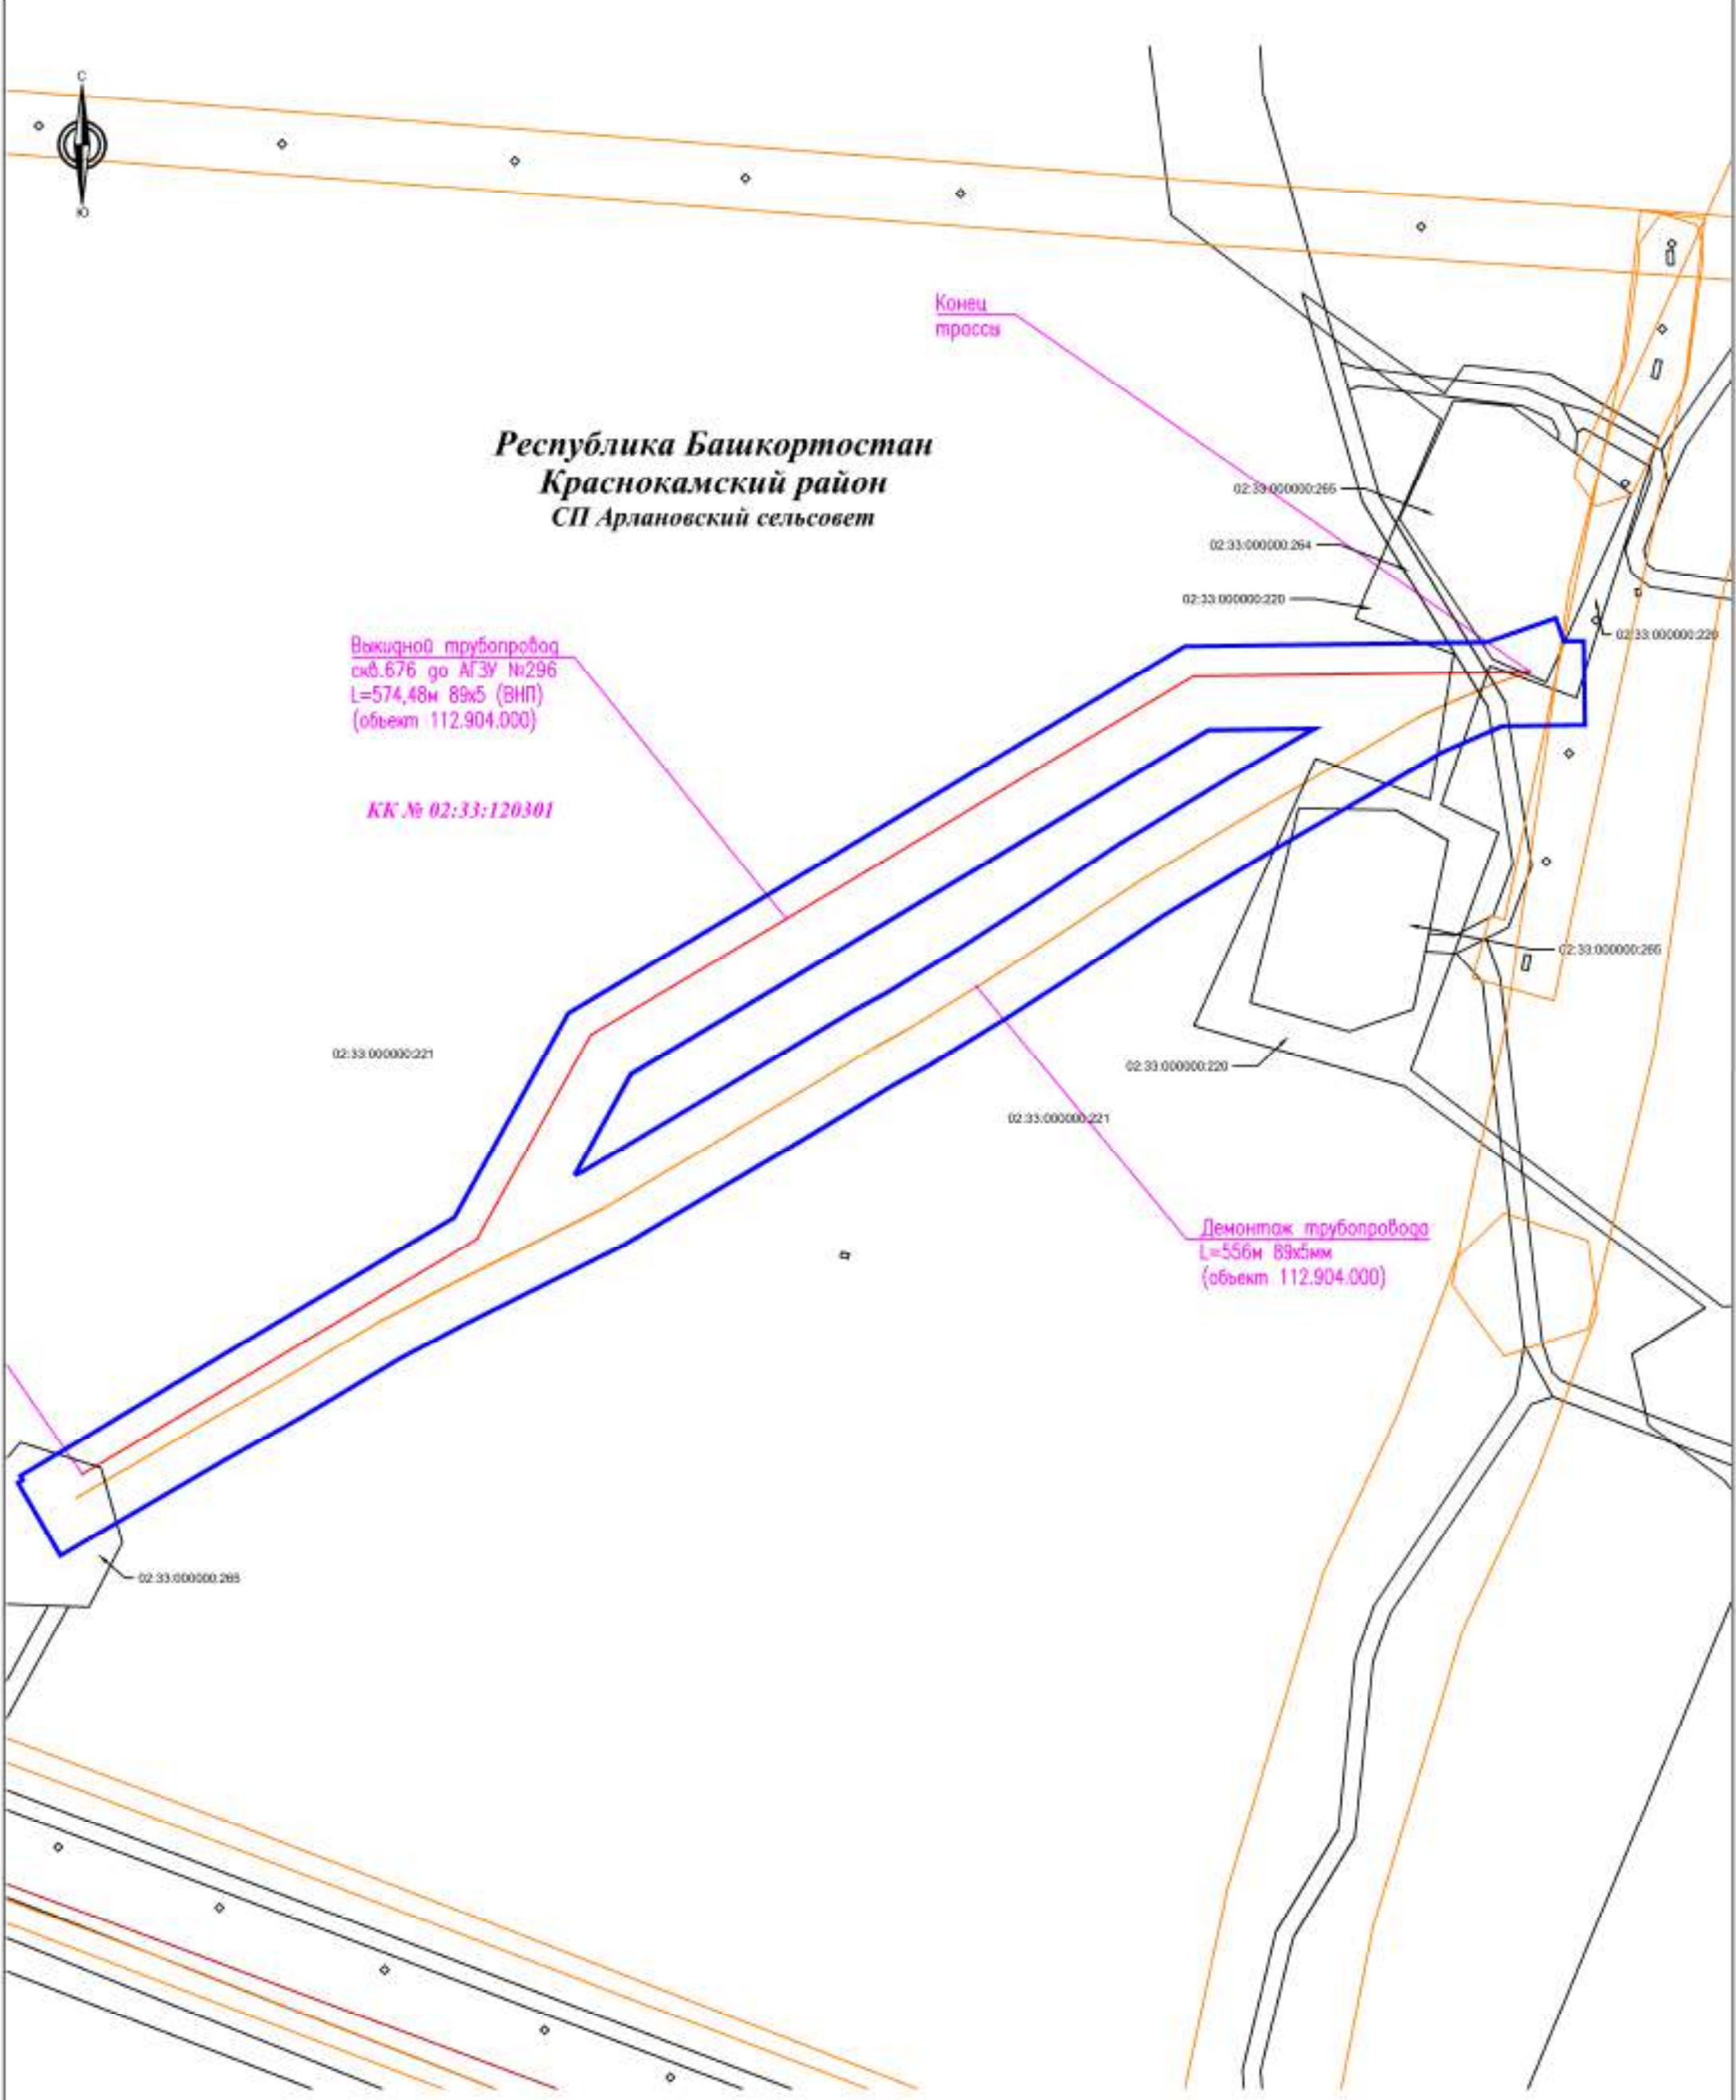 С
Ю
Конец
трассы
Республика Башкортостан
Краснокамский район
СП Арлановский сельсовет
02:33:000000:265
02:33:000000:264
02:33:000000:220
02:33:000000:220
Выкидной трубопровод
скв.676 до АГЗУ №296
L=574,48м 89х5 (ВНП)
(объект 112.904.000)
КК № 02:33:120301
02:33:000000:265
02:33:000000:221
02:33:000000:220
02:33:000000:221
Демонтаж трубопровода
L=556м 89х5мм
(объект 112.904.000)
02:33:000000:265